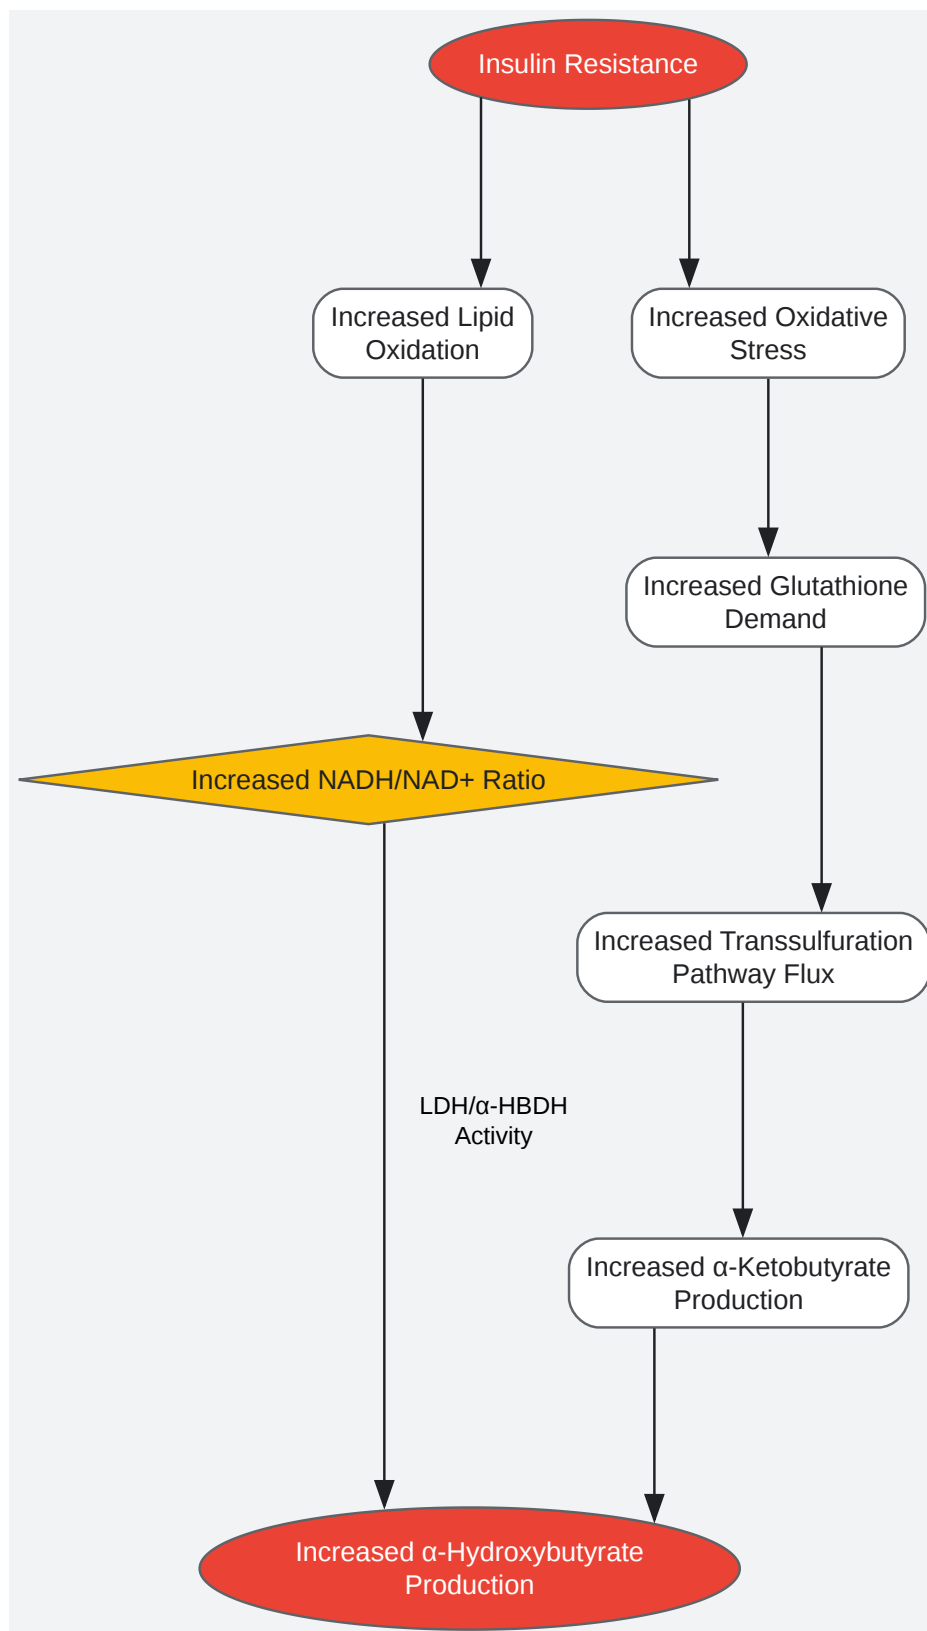 Insulin Resistance
Increased Lipid
Oxidation
Increased Oxidative
Stress
Increased Glutathione
Demand
Increased NADH/NAD+ Ratio
Increased Transsulfuration
Pathway Flux
LDH/α-HBDH
Activity
Increased α-Ketobutyrate
Production
Increased α-Hydroxybutyrate
Production